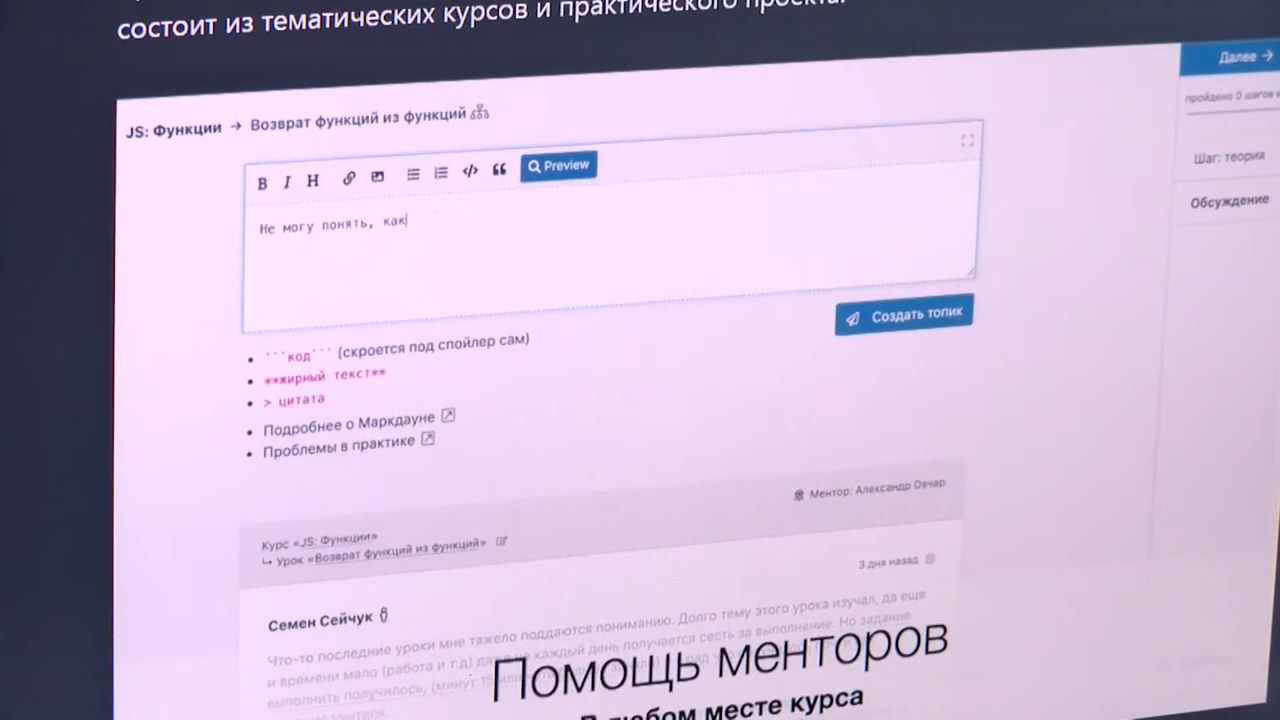 состоит из тематических курсов и практического проекта.
Далее →
пройдено 0 шагов
JS: Функции → Возврат функций из функций
B I H Preview
Шаг: теория
Обсуждение
Не могу понять, как
Создать топик
```код``` (скроется под спойлер сам)
**жирный текст**
> цитата
Подробнее о Маркдауне
Проблемы в практике
Ментор: Александр Овчар
Курс «JS: Функции»
Урок «Возврат функций из функций»
3 дня назад
Семен Сейчук
Что-то последние уроки мне тяжело поддаются пониманию. Долго тему этого урока изучал, да еще
и времени мало (работа и т.д) даже не каждый день получается сесть за выполнение. Но задание
выполнить получилось, (минут 15
Помощь менторов
В любом месте курса